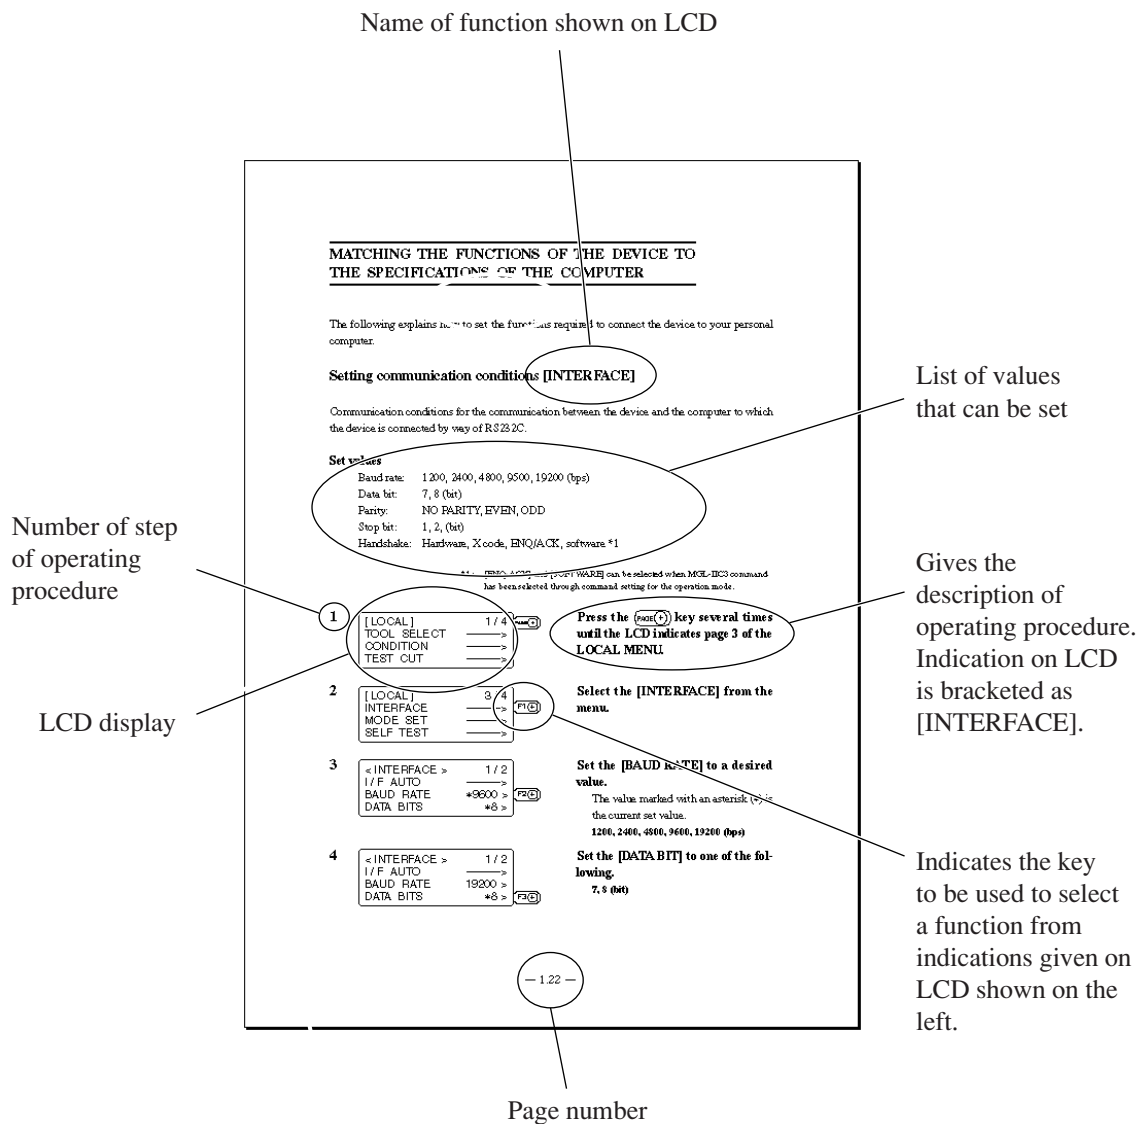 Name of function shown on LCD
MATCHING THE FUNCTIONS OF THE DEVICE TO
THE SPECIFICATIONS OF THE COMPUTER
The following explains how to set the functions required to connect the device to your personal
computer.
Setting communication conditions [INTERFACE]
Communication conditions for the communication between the device and the computer to which
the device is connected by way of RS232C.
Set values
Baud rate: 1200, 2400, 4800, 9500, 19200 (bps)
Data bit: 7, 8 (bit)
Parity: NO PARITY, EVEN, ODD
Stop bit: 1, 2, (bit)
Handshake: Hardware, X code, ENQ/ACK, software *1
[SOFTWARE] can be selected when MGL-IIC3 command
has been selected through command setting for the operation mode.
List of values
that can be set
Number of step
of operating
procedure
LCD display
1
[LOCAL] 1/4
TOOL SELECT ——>
CONDITION ——>
TEST CUT ——>
Press the PAGE(+) key several times
until the LCD indicates page 3 of the
LOCAL MENU.
2
[LOCAL] 3/4
INTERFACE ——> F1(+)
MODE SET ——>
SELF TEST ——>
Select the [INTERFACE] from the
menu.
3
<INTERFACE> 1/2
I/F AUTO ——>
BAUD RATE *9600 > F2(+)
DATA BITS *8>
Set the [BAUD RATE] to a desired
value.
The value marked with an asterisk (*) is
the current set value.
1200, 2400, 4800, 9600, 19200 (bps)
4
<INTERFACE> 1/2
I/F AUTO ——>
BAUD RATE 19200 >
DATA BITS *8 > F3(+)
Set the [DATA BIT] to one of the fol-
lowing.
7, 8 (bit)
— 1.22 —
Gives the
description of
operating procedure.
Indication on LCD
is bracketed as
[INTERFACE].
Indicates the key
to be used to select
a function from
indications given on
LCD shown on the
left.
Page number